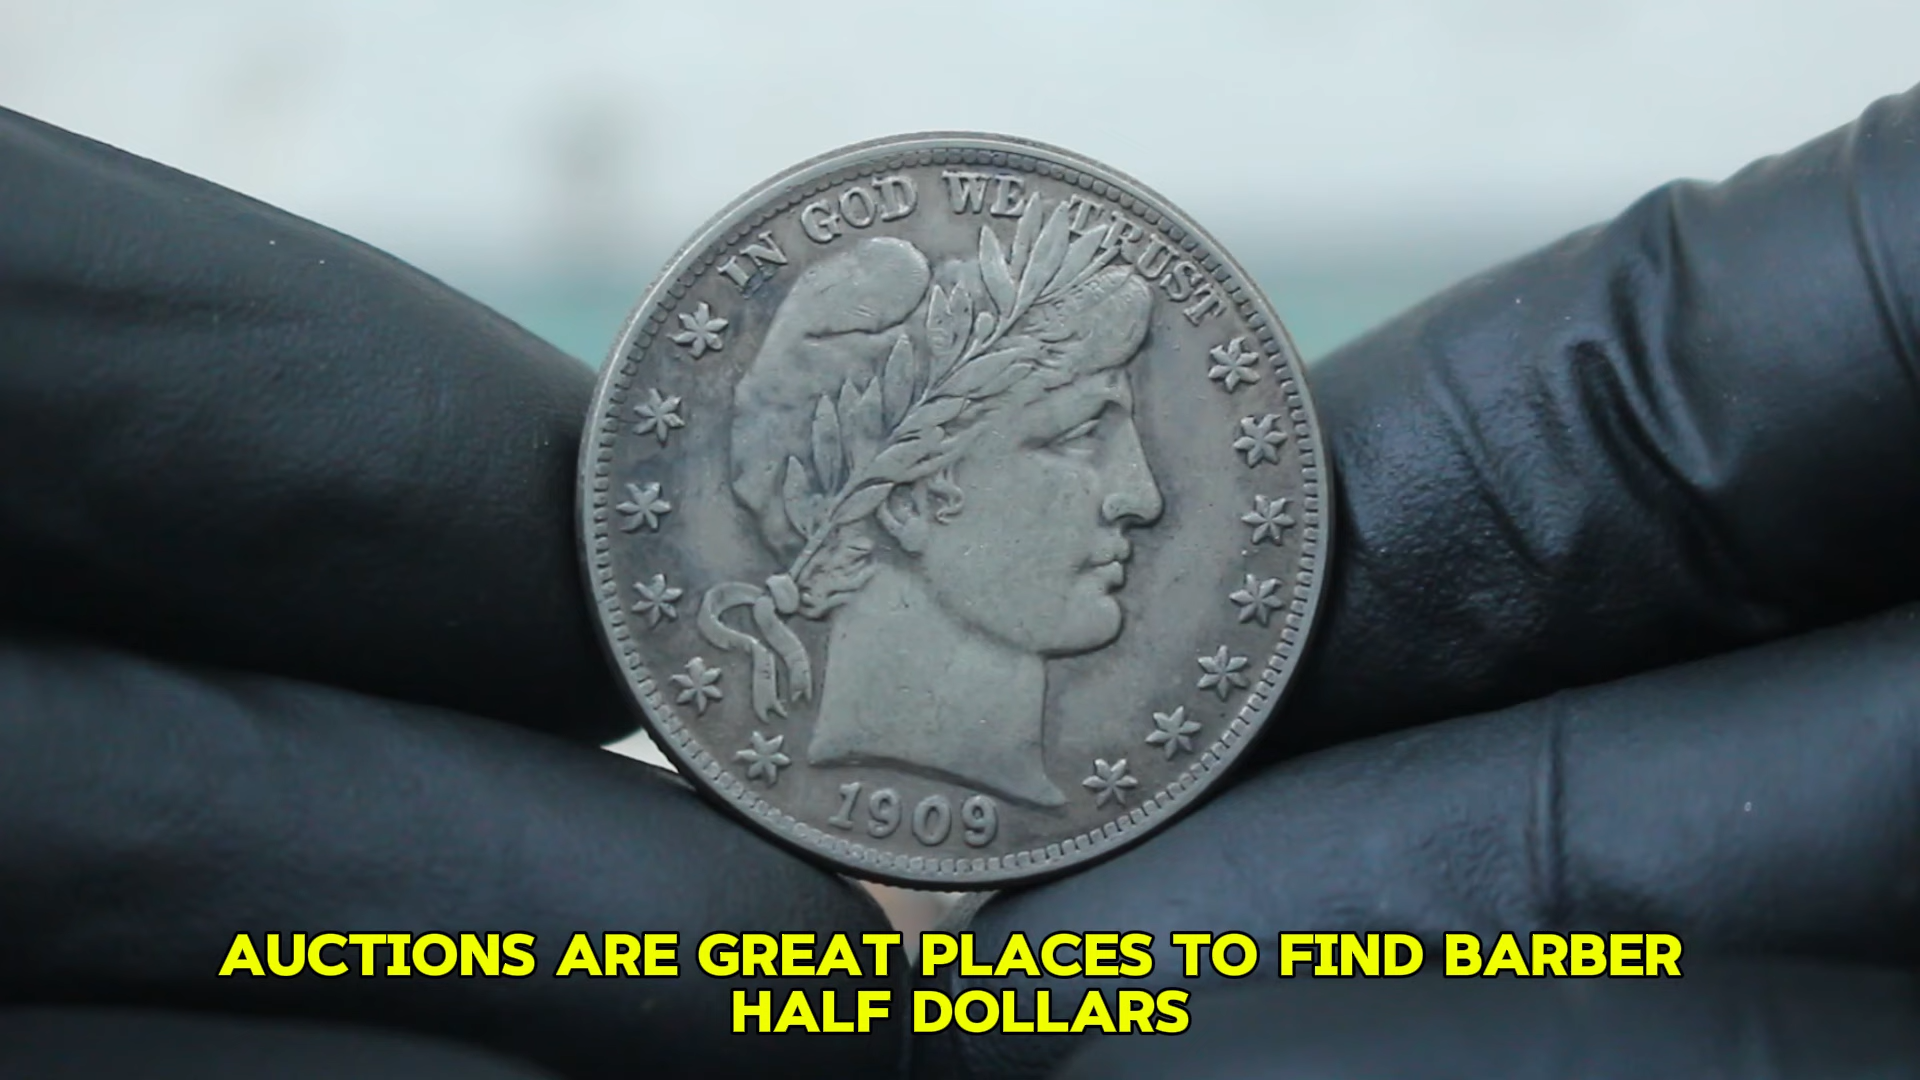 IN GOD WE TRUST
1909
AUCTIONS ARE GREAT PLACES TO FIND BARBER
HALF DOLLARS